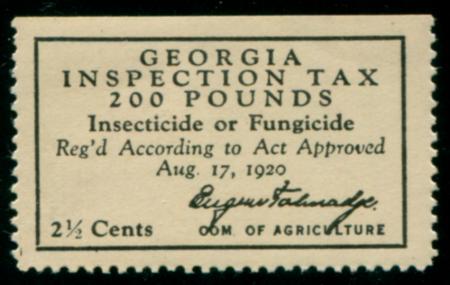 GEORGIA
INSPECTION TAX
200 POUNDS
Insecticide or Fungicide
Reg'd According to Act Approved
Aug. 17, 1920
Eugene Talmadge.
2½ Cents
COM. OF AGRICULTURE